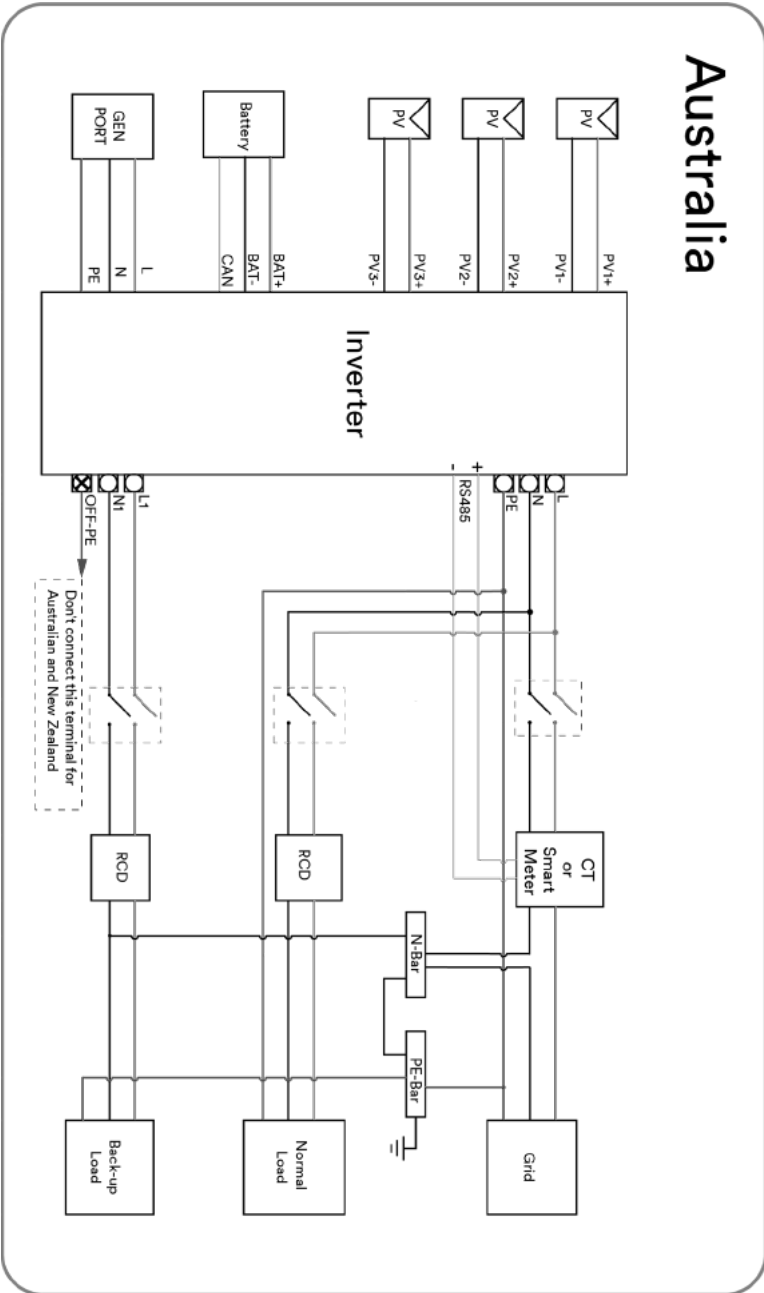 Australia
PV
PV
PV
Battery
GEN
PORT
PV1+
PV1-
PV2+
PV2-
PV3+
PV3-
BAT+
BAT-
CAN
L
N
PE
Inverter
+
-
L
N
PE
RS485
L1
N1
OFF-PE
Don't connect this terminal for
Australian and New Zealand
CT
or
Smart
Meter
RCD
RCD
N-Bar
PE-Bar
Grid
Normal
Load
Back-up
Load